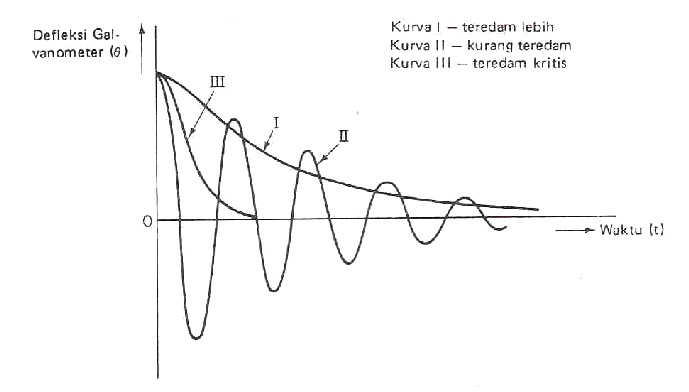 Defleksi Gal-
vanometer (θ)
Kurva I – teredam lebih
Kurva II – kurang teredam
Kurva III – teredam kritis
III
I
II
O
Waktu (t)